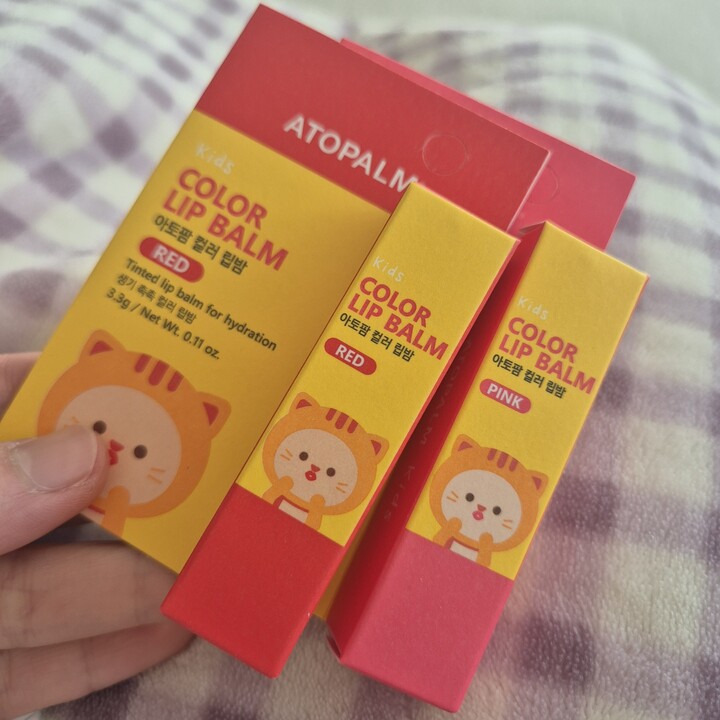 ATOPALM
Kids
COLOR
LIP BALM
아토팜 컬러 립밤
RED
Tinted lip balm for hydration
생기 촉촉 컬러 립밤
3.3g / Net Wt. 0.11 oz.
Kids
COLOR
LIP BALM
아토팜 컬러 립밤
RED
Kids
COLOR
LIP BALM
아토팜 컬러 립밤
PINK